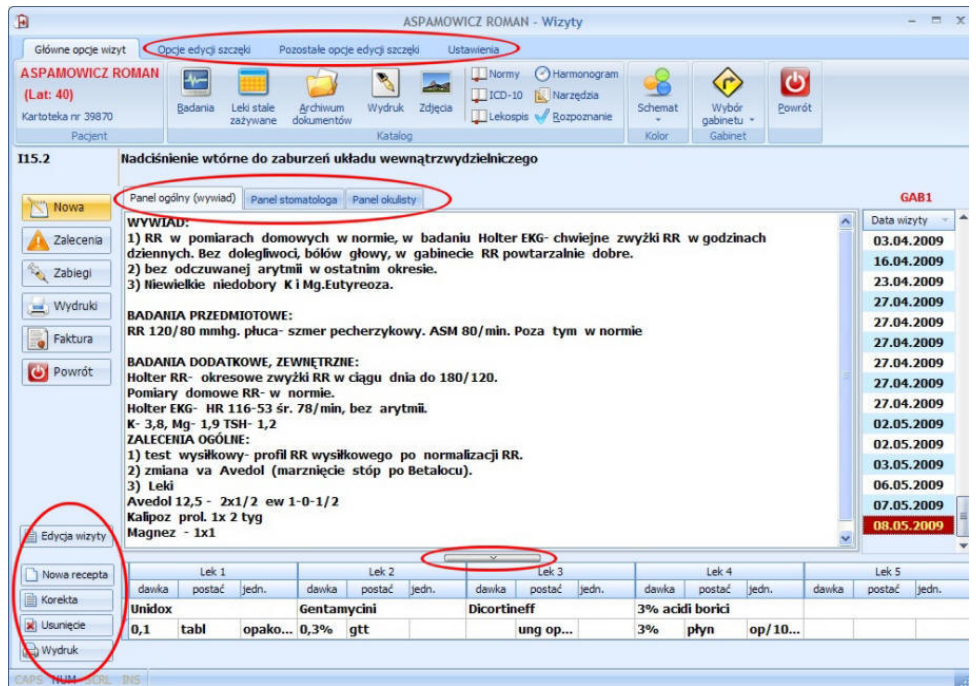 ASPAMOWICZ ROMAN - Wizyty
Główne opcje wizyt Opcje edycji szczęki Pozostałe opcje edycji szczęki Ustawienia
ASPAMOWICZ ROMAN
(Lat: 40)
Kartoteka nr 39870
Pacjent
Badania
Leki stale
zażywane
Archiwum
dokumentów
Wydruk
Zdjęcia
Normy
ICD-10
Lekospis
Harmonogram
Narzędzia
Rozpoznanie
Katalog
Schemat
Kolor
Wybór
gabinetu
Gabinet
Powrót
I15.2 Nadciśnienie wtórne do zaburzeń układu wewnątrzwydzielniczego
Nowa
Zalecenia
Zabiegi
Wydruki
Faktura
Powrót
Panel ogólny (wywiad) Panel stomatologa Panel okulisty
WYWIAD:
1) RR w pomiarach domowych w normie, w badaniu Holter EKG- chwiejne zwyżki RR w godzinach
dziennych. Bez dolegliwoci, bólów głowy, w gabinecie RR powtarzalnie dobre.
2) bez odczuwanej arytmii w ostatnim okresie.
3) Niewielkie niedobory K i Mg.Eutyreoza.
BADANIA PRZEDMIOTOWE:
RR 120/80 mmhg. płuca- szmer pecherzykowy. ASM 80/min. Poza tym w normie
BADANIA DODATKOWE, ZEWNĘTRZNE:
Holter RR- okresowe zwyżki RR w ciągu dnia do 180/120.
Pomiary domowe RR- w normie.
Holter EKG- HR 116-53 śr. 78/min, bez arytmii.
K- 3,8, Mg- 1,9 TSH- 1,2
ZALECENIA OGÓLNE:
1) test wysiłkowy- profil RR wysiłkowego po normalizacji RR.
2) zmiana va Avedol (marznięcie stóp po Betalocu).
3) Leki
Avedol 12,5 - 2x1/2 ew 1-0-1/2
Kalipoz prol. 1x 2 tyg
Magnez - 1x1
GAB1
Data wizyty
03.04.2009
16.04.2009
23.04.2009
27.04.2009
27.04.2009
27.04.2009
27.04.2009
27.04.2009
27.04.2009
02.05.2009
02.05.2009
03.05.2009
06.05.2009
07.05.2009
08.05.2009
Edycja wizyty
Nowa recepta
Korekta
Usunięcie
Wydruk
Lek 1 Lek 2 Lek 3 Lek 4 Lek 5
dawka postać jedn. dawka postać jedn. dawka postać jedn. dawka postać jedn. dawka postać jedn.
Unidox Gentamycini Dicortineff 3% acidi borici
0,1 tabl opako... 0,3% gtt ung op... 3% płyn op/10...
CAPS NUM SCRL INS